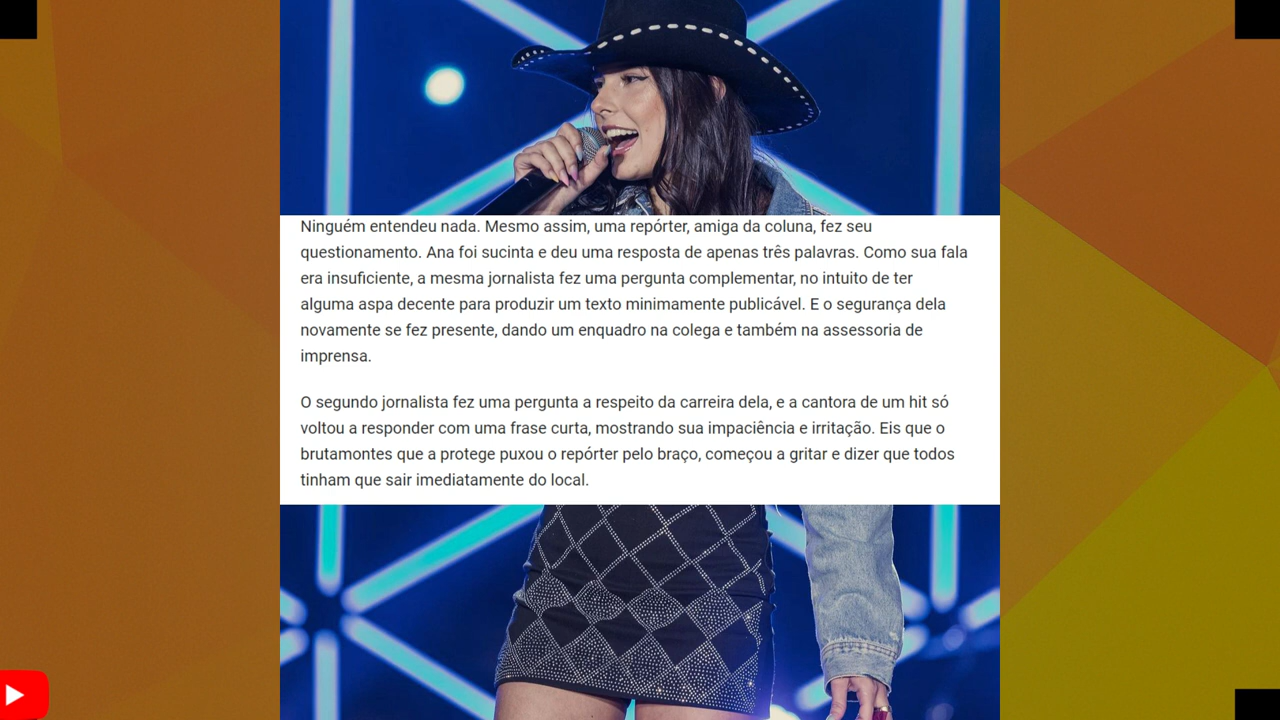 Ninguém entendeu nada. Mesmo assim, uma repórter, amiga da coluna, fez seu
questionamento. Ana foi sucinta e deu uma resposta de apenas três palavras. Como sua fala
era insuficiente, a mesma jornalista fez uma pergunta complementar, no intuito de ter
alguma aspa decente para produzir um texto minimamente publicável. E o segurança dela
novamente se fez presente, dando um enquadro na colega e também na assessoria de
imprensa.
O segundo jornalista fez uma pergunta a respeito da carreira dela, e a cantora de um hit só
voltou a responder com uma frase curta, mostrando sua impaciência e irritação. Eis que o
brutamontes que a protege puxou o repórter pelo braço, começou a gritar e dizer que todos
tinham que sair imediatamente do local.